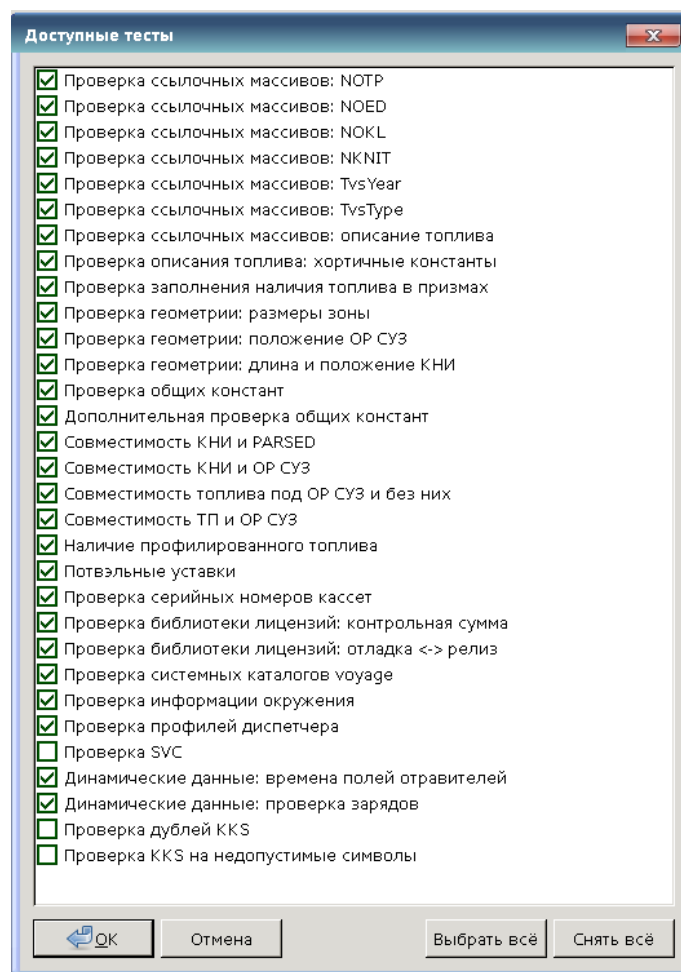 Доступные тесты
Проверка ссылочных массивов: NOTP
Проверка ссылочных массивов: NOED
Проверка ссылочных массивов: NOKL
Проверка ссылочных массивов: NKNIT
Проверка ссылочных массивов: TvsYear
Проверка ссылочных массивов: TvsType
Проверка ссылочных массивов: описание топлива
Проверка описания топлива: хортичные константы
Проверка заполнения наличия топлива в призмах
Проверка геометрии: размеры зоны
Проверка геометрии: положение ОР СУЗ
Проверка геометрии: длина и положение КНИ
Проверка общих констант
Дополнительная проверка общих констант
Совместимость КНИ и PARSED
Совместимость КНИ и ОР СУЗ
Совместимость топлива под ОР СУЗ и без них
Совместимость ТП и ОР СУЗ
Наличие профилированного топлива
Потвэльные уставки
Проверка серийных номеров кассет
Проверка библиотеки лицензий: контрольная сумма
Проверка библиотеки лицензий: отладка <-> релиз
Проверка системных каталогов voyage
Проверка информации окружения
Проверка профилей диспетчера
Проверка SVC
Динамические данные: времена полей отравителей
Динамические данные: проверка зарядов
Проверка дублей KKS
Проверка KKS на недопустимые символы
OK Отмена Выбрать всё Снять всё